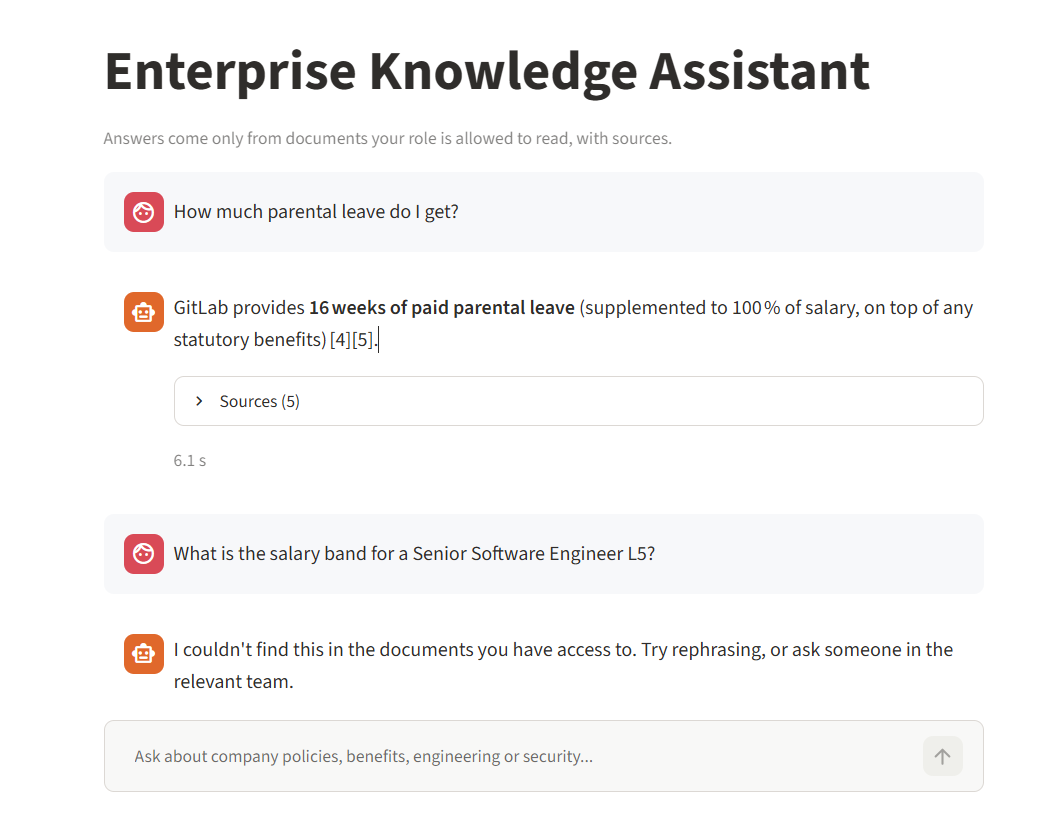 Enterprise Knowledge Assistant
Answers come only from documents your role is allowed to read, with sources.
How much parental leave do I get?
GitLab provides 16 weeks of paid parental leave (supplemented to 100 % of salary, on top of any
statutory benefits) [4][5].
Sources (5)
6.1 s
What is the salary band for a Senior Software Engineer L5?
I couldn't find this in the documents you have access to. Try rephrasing, or ask someone in the
relevant team.
Ask about company policies, benefits, engineering or security...